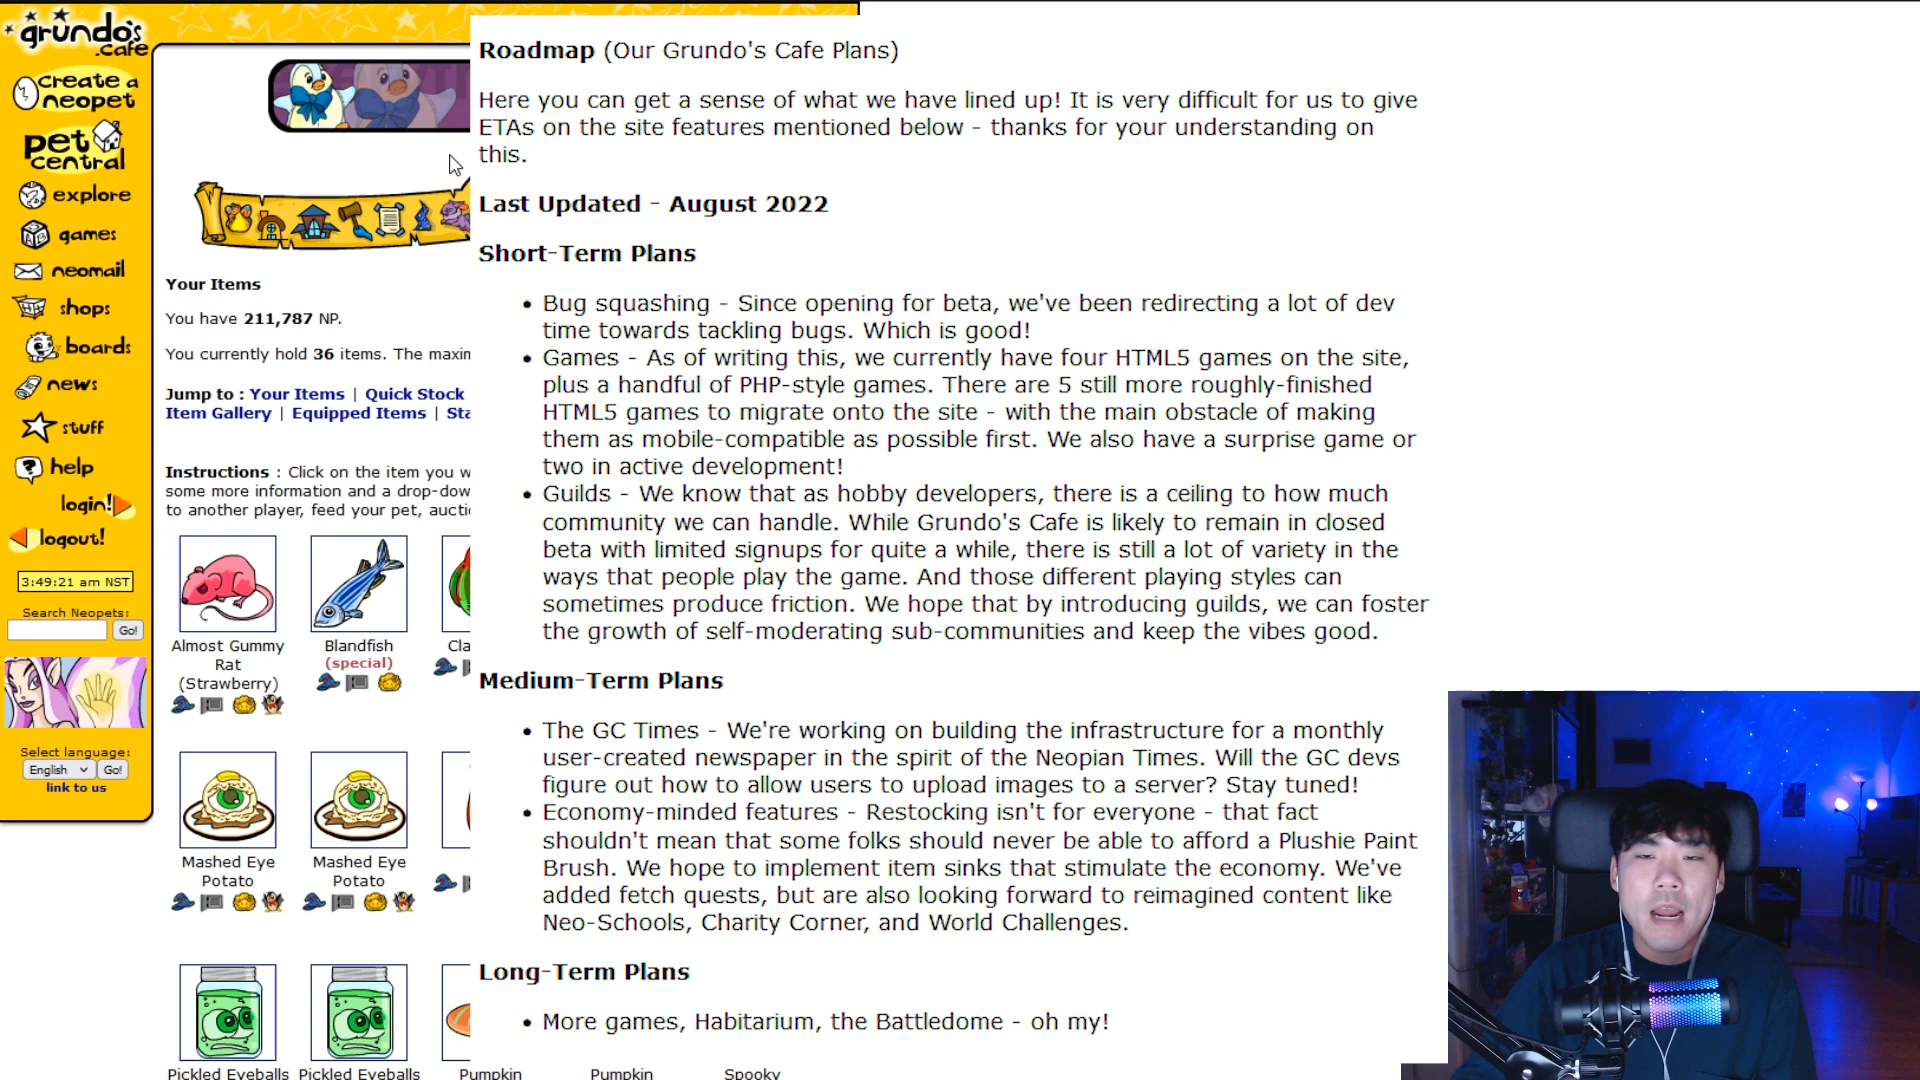 grundo's
.cafe
create a
neopet
pet
central
explore
games
neomail
shops
boards
news
stuff
help
login!
logout!
3:49:21 am NST
Search Neopets:
Go!
Select language:
English
Go!
link to us
Your Items
You have 211,787 NP.
You currently hold 36 items. The maxin
Jump to : Your Items | Quick Stock
Item Gallery | Equipped Items | Sta
Instructions : Click on the item you w
some more information and a drop-dow
to another player, feed your pet, aucti
Almost Gummy
Rat
(Strawberry)
Blandfish
(special)
Cla
Mashed Eye
Potato
Mashed Eye
Potato
Pickled Eyeballs
Pickled Eyeballs
Pumpkin
Pumpkin
Spooky
Roadmap (Our Grundo's Cafe Plans)
Here you can get a sense of what we have lined up! It is very difficult for us to give
ETAs on the site features mentioned below - thanks for your understanding on
this.
Last Updated - August 2022
Short-Term Plans
• Bug squashing - Since opening for beta, we've been redirecting a lot of dev
time towards tackling bugs. Which is good!
• Games - As of writing this, we currently have four HTML5 games on the site,
plus a handful of PHP-style games. There are 5 still more roughly-finished
HTML5 games to migrate onto the site - with the main obstacle of making
them as mobile-compatible as possible first. We also have a surprise game or
two in active development!
• Guilds - We know that as hobby developers, there is a ceiling to how much
community we can handle. While Grundo's Cafe is likely to remain in closed
beta with limited signups for quite a while, there is still a lot of variety in the
ways that people play the game. And those different playing styles can
sometimes produce friction. We hope that by introducing guilds, we can foster
the growth of self-moderating sub-communities and keep the vibes good.
Medium-Term Plans
• The GC Times - We're working on building the infrastructure for a monthly
user-created newspaper in the spirit of the Neopian Times. Will the GC devs
figure out how to allow users to upload images to a server? Stay tuned!
• Economy-minded features - Restocking isn't for everyone - that fact
shouldn't mean that some folks should never be able to afford a Plushie Paint
Brush. We hope to implement item sinks that stimulate the economy. We've
added fetch quests, but are also looking forward to reimagined content like
Neo-Schools, Charity Corner, and World Challenges.
Long-Term Plans
• More games, Habitarium, the Battledome - oh my!